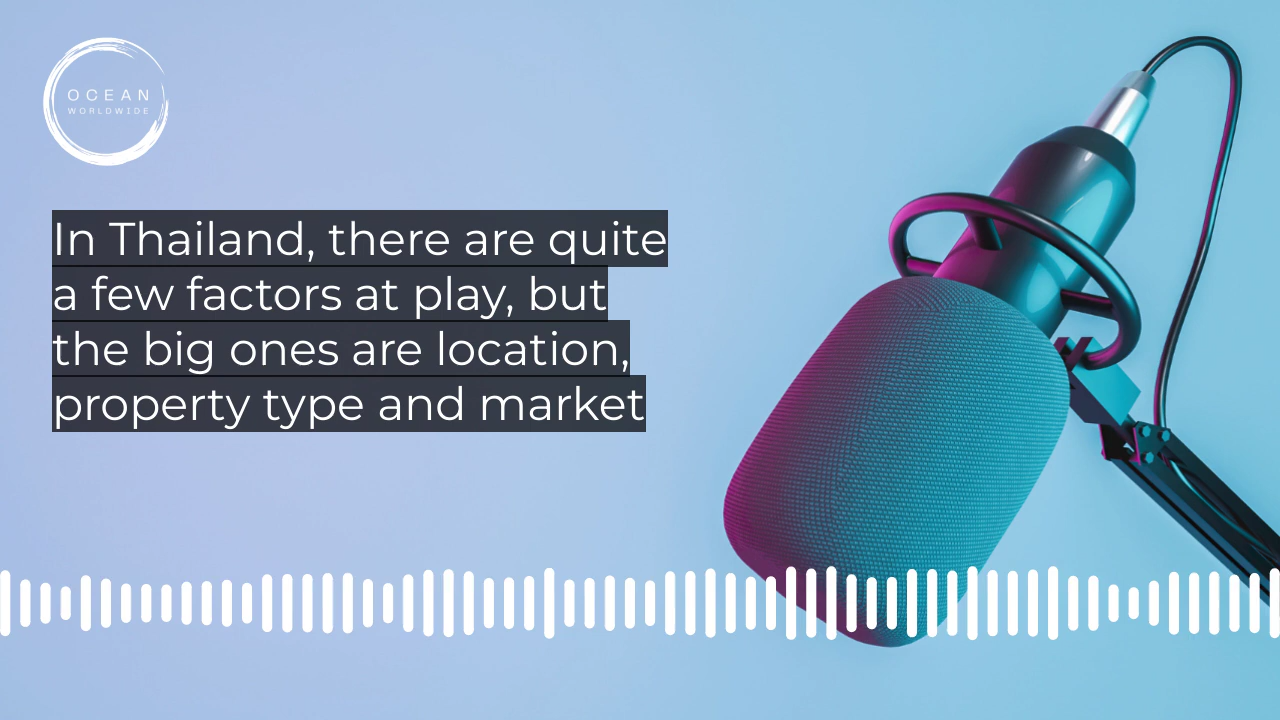 OCEAN
WORLDWIDE
In Thailand, there are quite
a few factors at play, but
the big ones are location,
property type and market